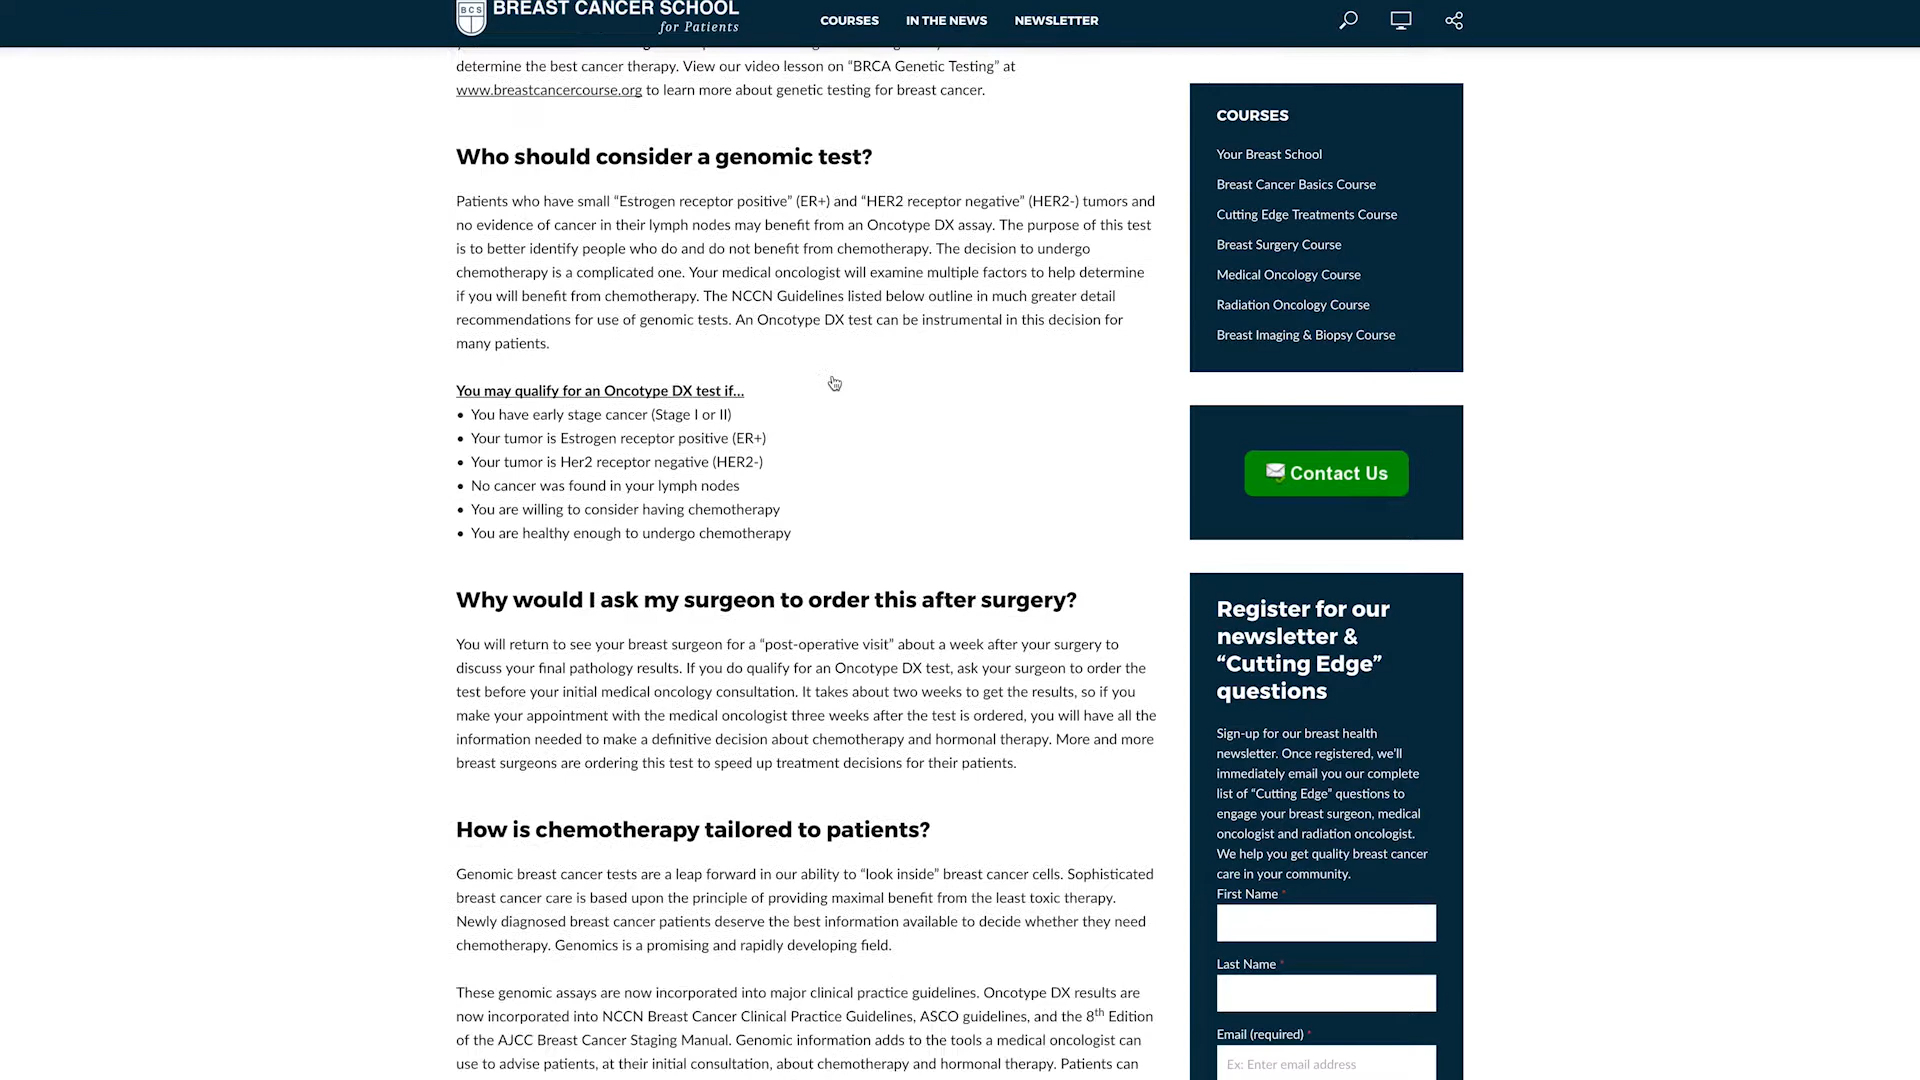 BCS
BREAST CANCER SCHOOL
for Patients
COURSES
IN THE NEWS
NEWSLETTER
determine the best cancer therapy. View our video lesson on “BRCA Genetic Testing” at
www.breastcancercourse.org to learn more about genetic testing for breast cancer.
Who should consider a genomic test?
Patients who have small “Estrogen receptor positive” (ER+) and “HER2 receptor negative” (HER2-) tumors and
no evidence of cancer in their lymph nodes may benefit from an Oncotype DX assay. The purpose of this test
is to better identify people who do and do not benefit from chemotherapy. The decision to undergo
chemotherapy is a complicated one. Your medical oncologist will examine multiple factors to help determine
if you will benefit from chemotherapy. The NCCN Guidelines listed below outline in much greater detail
recommendations for use of genomic tests. An Oncotype DX test can be instrumental in this decision for
many patients.
You may qualify for an Oncotype DX test if...
• You have early stage cancer (Stage I or II)
• Your tumor is Estrogen receptor positive (ER+)
• Your tumor is Her2 receptor negative (HER2-)
• No cancer was found in your lymph nodes
• You are willing to consider having chemotherapy
• You are healthy enough to undergo chemotherapy
Why would I ask my surgeon to order this after surgery?
You will return to see your breast surgeon for a “post-operative visit” about a week after your surgery to
discuss your final pathology results. If you do qualify for an Oncotype DX test, ask your surgeon to order the
test before your initial medical oncology consultation. It takes about two weeks to get the results, so if you
make your appointment with the medical oncologist three weeks after the test is ordered, you will have all the
information needed to make a definitive decision about chemotherapy and hormonal therapy. More and more
breast surgeons are ordering this test to speed up treatment decisions for their patients.
How is chemotherapy tailored to patients?
Genomic breast cancer tests are a leap forward in our ability to “look inside” breast cancer cells. Sophisticated
breast cancer care is based upon the principle of providing maximal benefit from the least toxic therapy.
Newly diagnosed breast cancer patients deserve the best information available to decide whether they need
chemotherapy. Genomics is a promising and rapidly developing field.
These genomic assays are now incorporated into major clinical practice guidelines. Oncotype DX results are
now incorporated into NCCN Breast Cancer Clinical Practice Guidelines, ASCO guidelines, and the 8th Edition
of the AJCC Breast Cancer Staging Manual. Genomic information adds to the tools a medical oncologist can
use to advise patients, at their initial consultation, about chemotherapy and hormonal therapy. Patients can
COURSES
Your Breast School
Breast Cancer Basics Course
Cutting Edge Treatments Course
Breast Surgery Course
Medical Oncology Course
Radiation Oncology Course
Breast Imaging & Biopsy Course
Contact Us
Register for our
newsletter &
“Cutting Edge”
questions
Sign-up for our breast health
newsletter. Once registered, we'll
immediately email you our complete
list of “Cutting Edge” questions to
engage your breast surgeon, medical
oncologist and radiation oncologist.
We help you get quality breast cancer
care in your community.
First Name *
Last Name *
Email (required) *
Ex: Enter email address